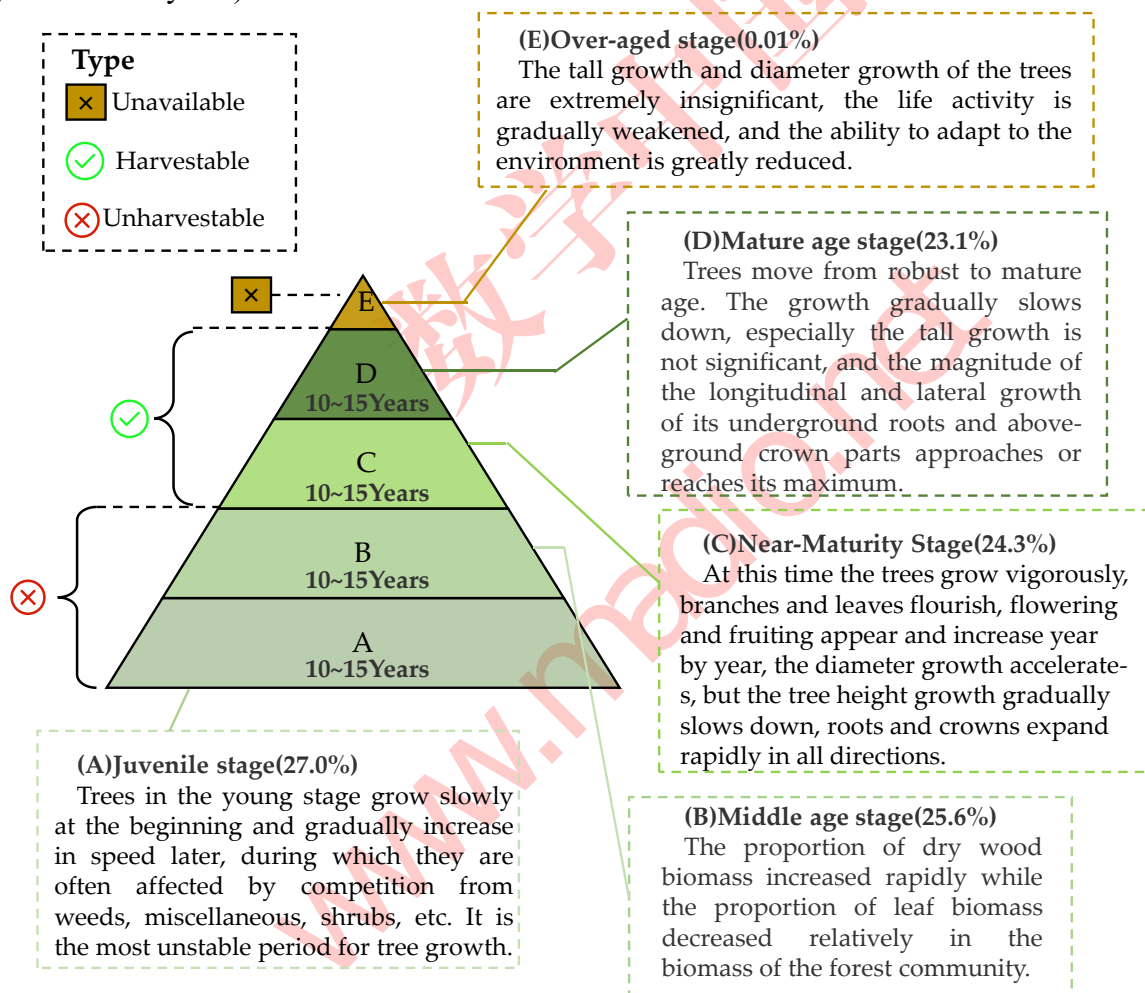 Type
Unavailable
Harvestable
Unharvestable
(E)Over-aged stage(0.01%)
The tall growth and diameter growth of the trees
are extremely insignificant, the life activity is
gradually weakened, and the ability to adapt to the
environment is greatly reduced.
(D)Mature age stage(23.1%)
Trees move from robust to mature
age. The growth gradually slows
down, especially the tall growth is
not significant, and the magnitude of
the longitudinal and lateral growth
of its underground roots and above-
ground crown parts approaches or
reaches its maximum.
E
D
10~15Years
C
10~15Years
B
10~15Years
A
10~15Years
(C)Near-Maturity Stage(24.3%)
At this time the trees grow vigorously,
branches and leaves flourish, flowering
and fruiting appear and increase year
by year, the diameter growth accelerate-
s, but the tree height growth gradually
slows down, roots and crowns expand
rapidly in all directions.
(A)Juvenile stage(27.0%)
Trees in the young stage grow slowly
at the beginning and gradually increase
in speed later, during which they are
often affected by competition from
weeds, miscellaneous, shrubs, etc. It is
the most unstable period for tree growth.
(B)Middle age stage(25.6%)
The proportion of dry wood
biomass increased rapidly while
the proportion of leaf biomass
decreased relatively in the
biomass of the forest community.
数学中国
www.madio.net